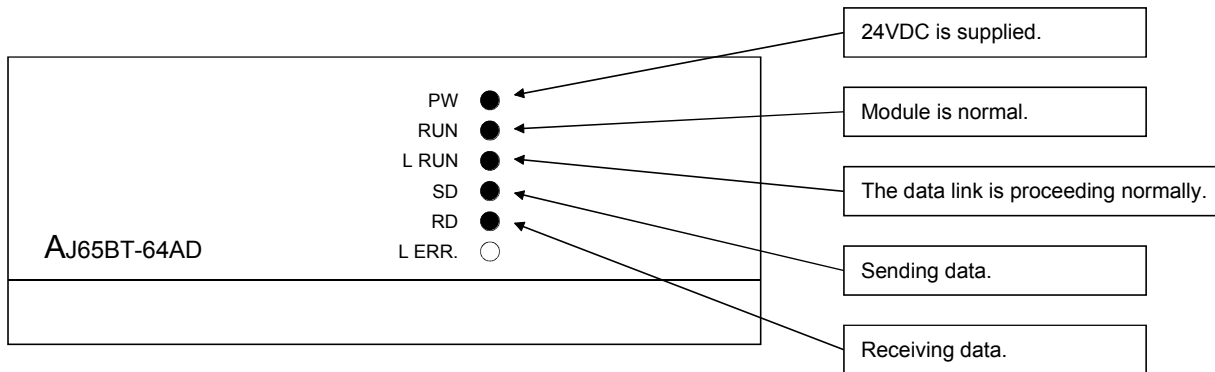 24VDC is supplied.
PW
Module is normal.
RUN
L RUN
The data link is proceeding normally.
SD
RD
AJ65BT-64AD
L ERR.
Sending data.
Receiving data.